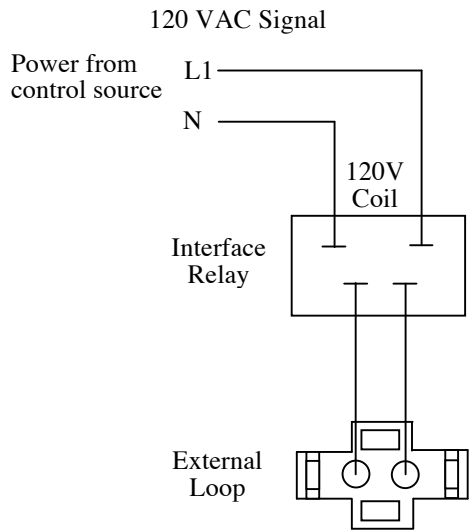 120 VAC Signal
Power from
control source
L1
N
120V
Coil
Interface
Relay
External
Loop